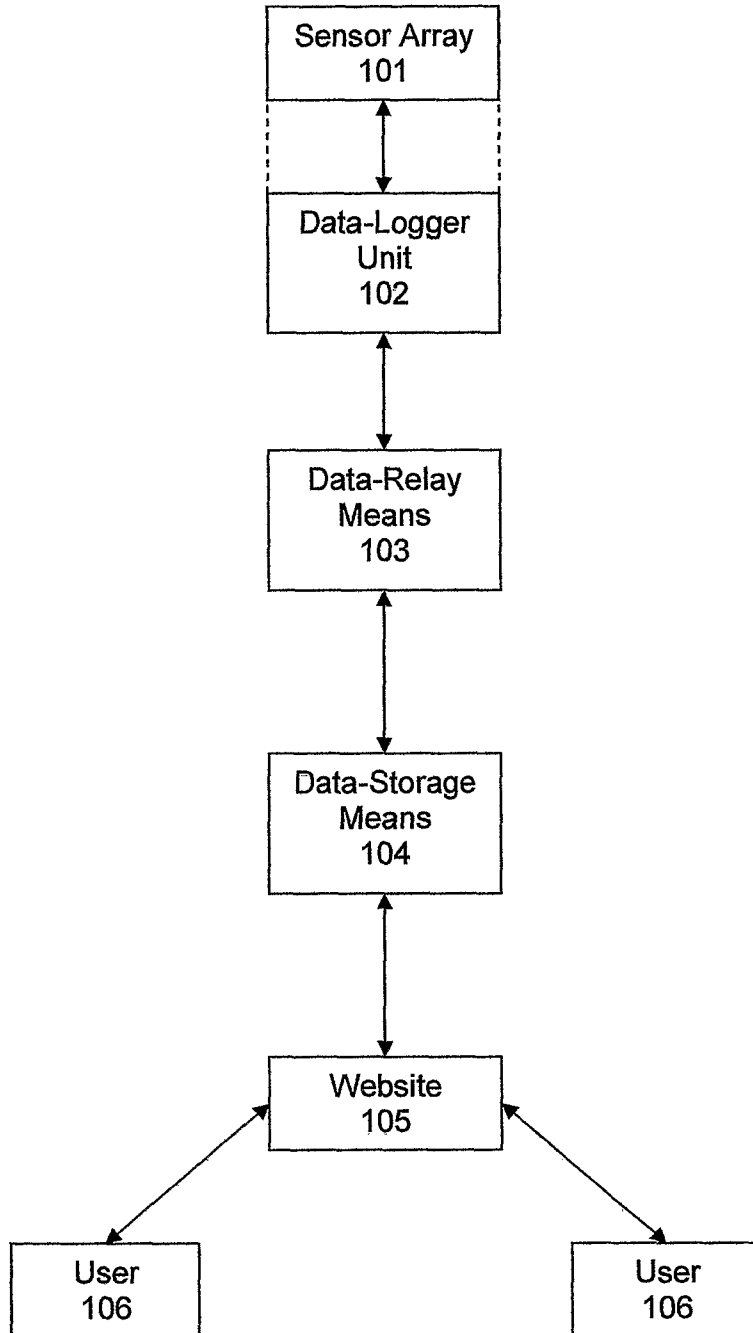 Sensor Array
101
Data-Logger
Unit
102
Data-Relay
Means
103
Data-Storage
Means
104
Website
105
User
106
User
106